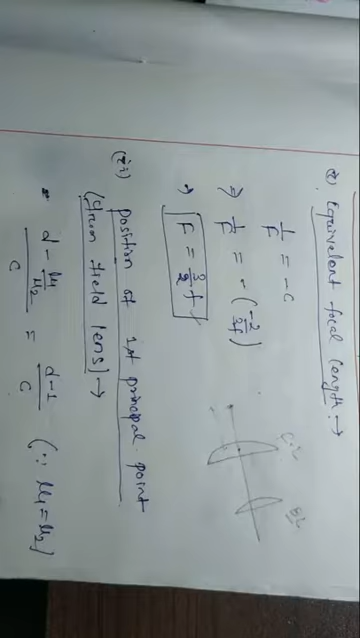 (i). Equivalent focal length →
1/F = -c
⇒ 1/F = - (-2/3f)
⇒ F = 3/2 f
(ii) Position of 1st principal point
(from field lens) →
d - μ1/μ2 / c = d-1 / c (∵ μ1 = μ2)